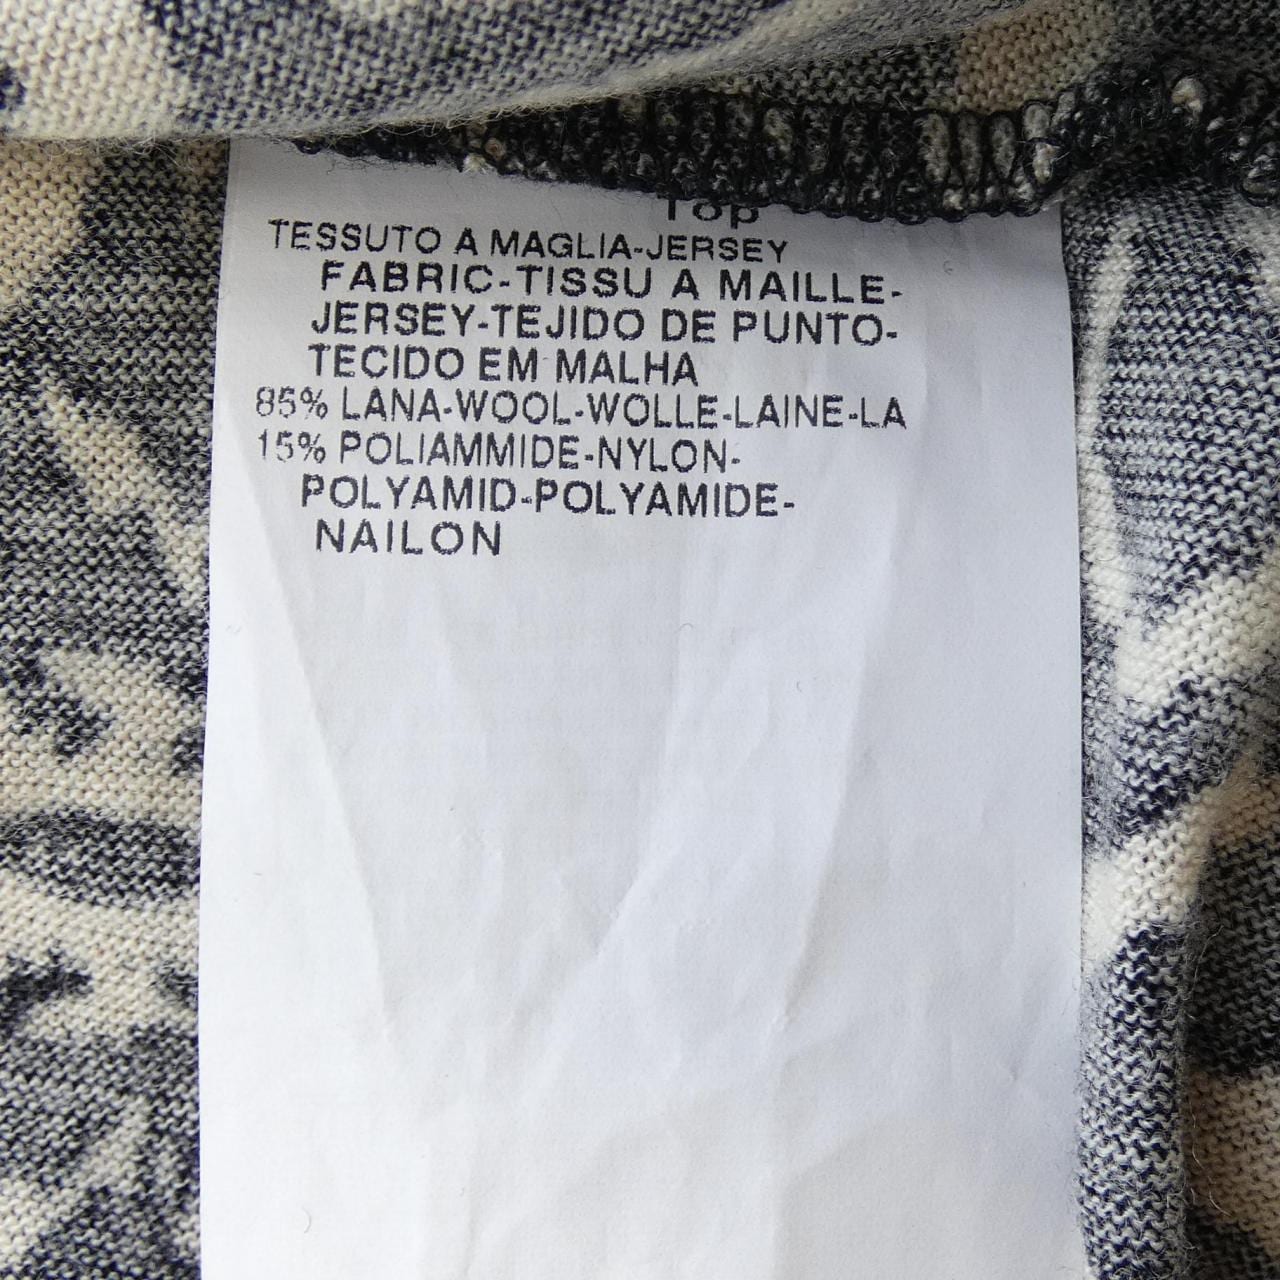 Top
TESSUTO A MAGLIA-JERSEY
FABRIC-TISSU A MAILLE-
JERSEY-TEJIDO DE PUNTO-
TECIDO EM MALHA
85% LANA-WOOL-WOLLE-LAINE-LA
15% POLIAMMIDE-NYLON-
POLYAMID-POLYAMIDE-
NAILON